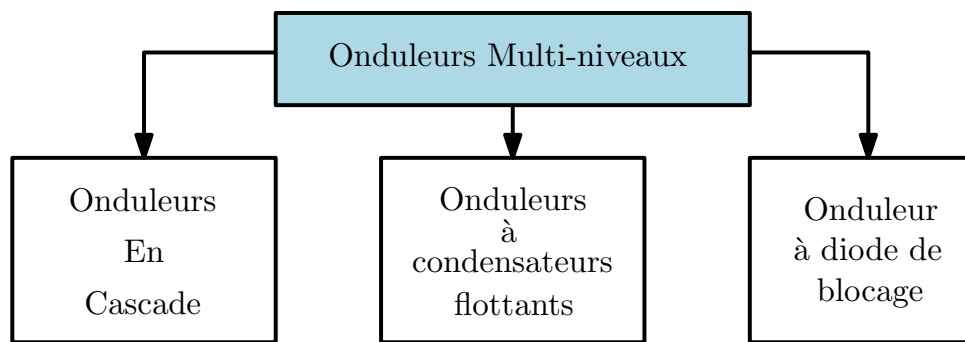 Onduleurs Multi-niveaux
Onduleurs
En
Cascade
Onduleurs
à
condensateurs
flottants
Onduleur
à diode de
blocage